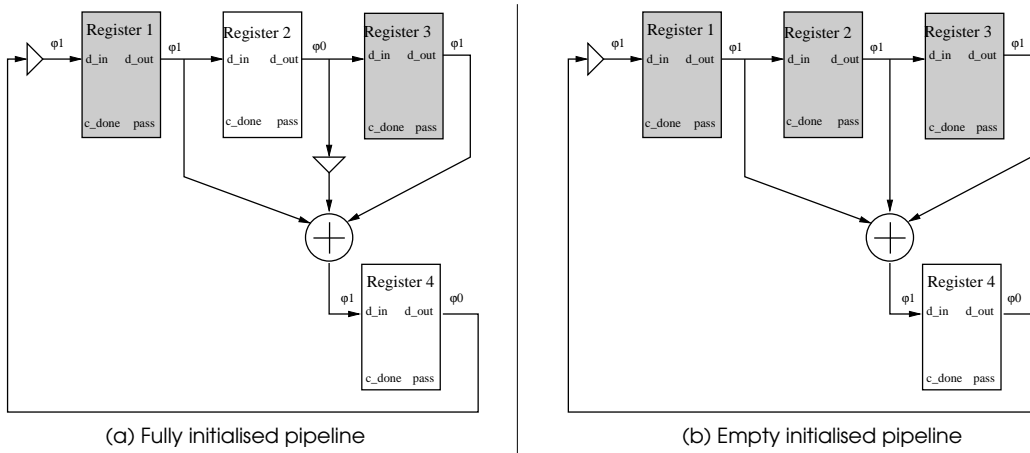 φ1
Register 1
d_in d_out
c_done pass
φ1
Register 2
d_in d_out
c_done pass
φ0
Register 3
d_in d_out
c_done pass
φ1
φ1
Register 4
d_in d_out
c_done pass
φ0
(a) Fully initialised pipeline
φ1
Register 1
d_in d_out
c_done pass
φ1
Register 2
d_in d_out
c_done pass
φ1
Register 3
d_in d_out
c_done pass
φ1
φ1
Register 4
d_in d_out
c_done pass
φ0
(b) Empty initialised pipeline